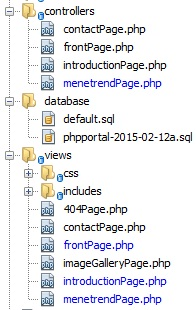 controllers
contactPage.php
frontPage.php
introductionPage.php
menetrendPage.php
database
default.sql
phpportal-2015-02-12a.sql
views
css
includes
404Page.php
contactPage.php
frontPage.php
imageGalleryPage.php
introductionPage.php
menetrendPage.php